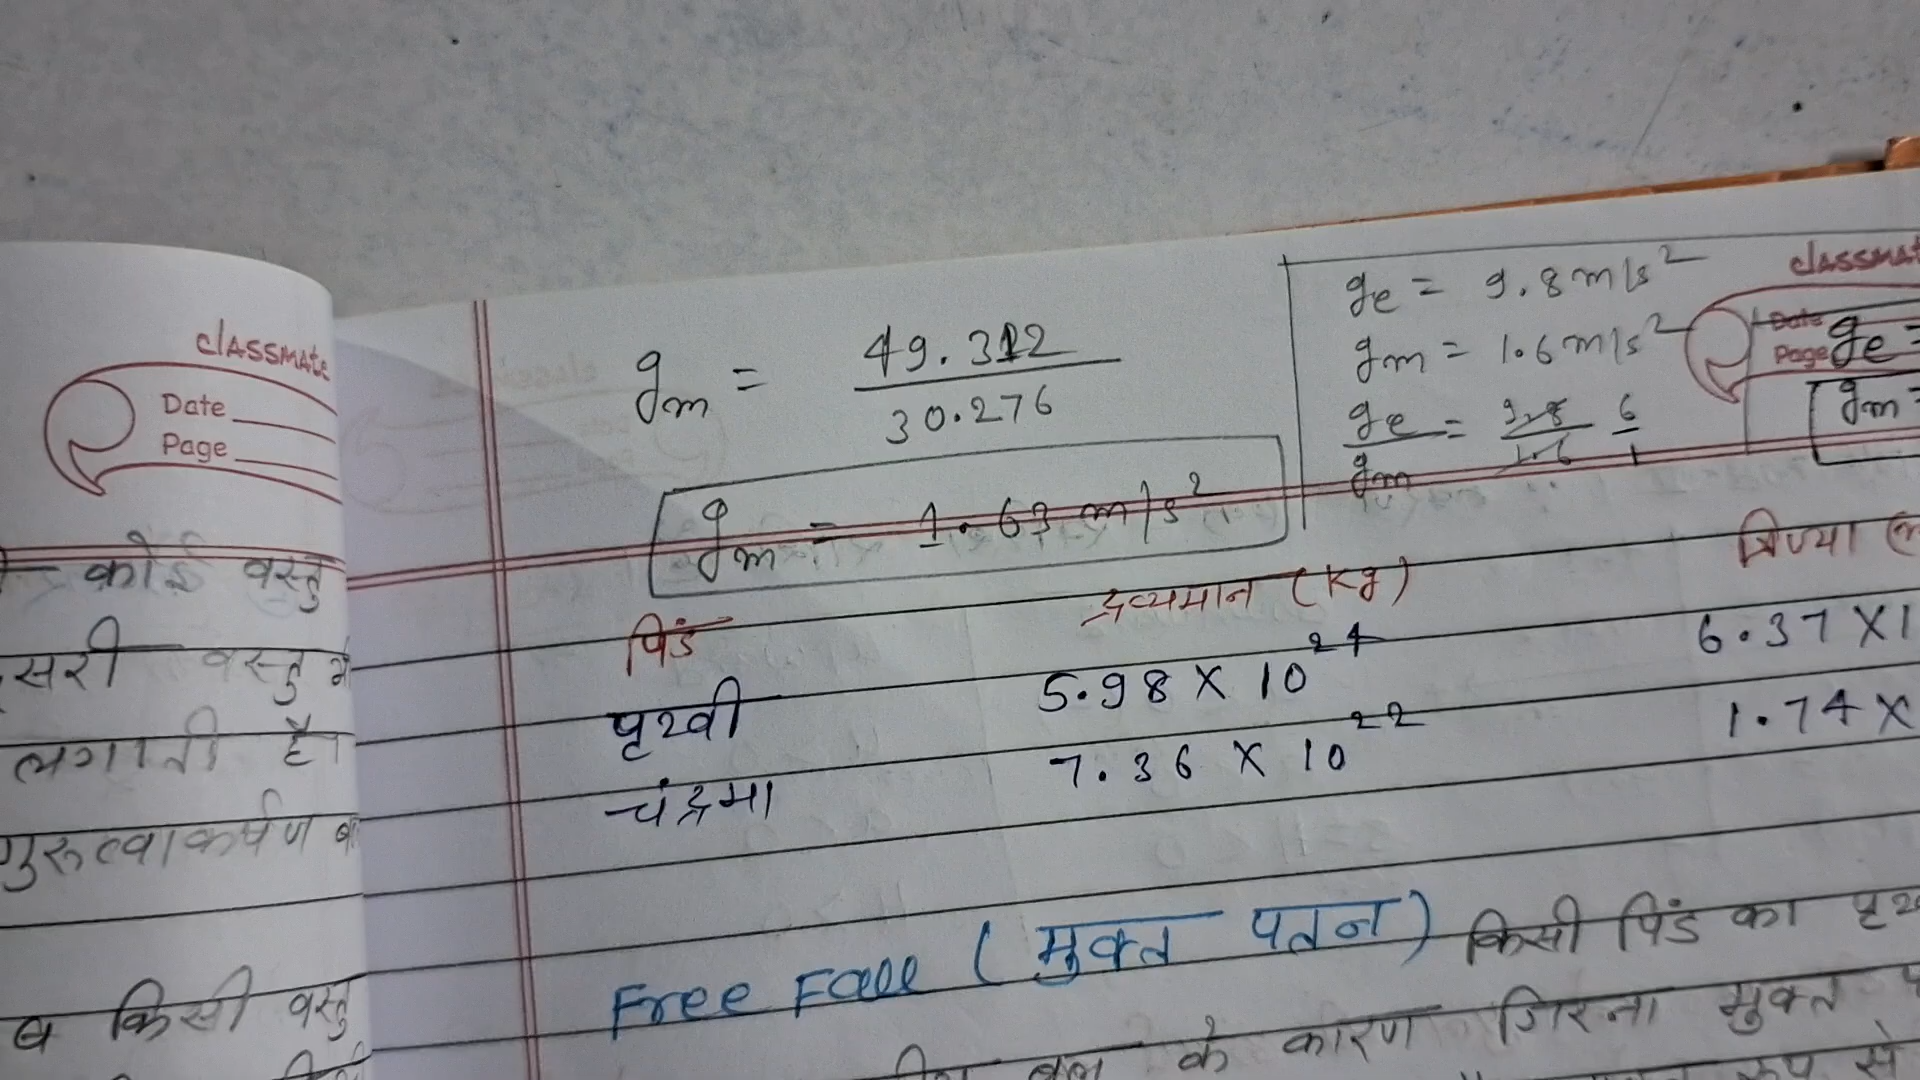 classmate
Date
Page
कोई वस्तु
सरी वस्तु में
लगाती है।
गुरुत्वाकर्षण
किसी वस्तु
gm = 49.312 / 30.276
gm = 1.63 m/s²
ge = 9.8 m/s²
gm = 1.6 m/s²
ge/gm = 9.8/1.6 6/1
Date
Page
ge =
gm =
पिंड द्रव्यमान (Kg) त्रिज्या
पृथ्वी 5.98 × 10²⁴ 6.37 × 1
चंद्रमा 7.36 × 10²² 1.74 ×
Free Fall (मुक्त पतन) किसी पिंड का
के कारण गिरना मुक्त
रूप से